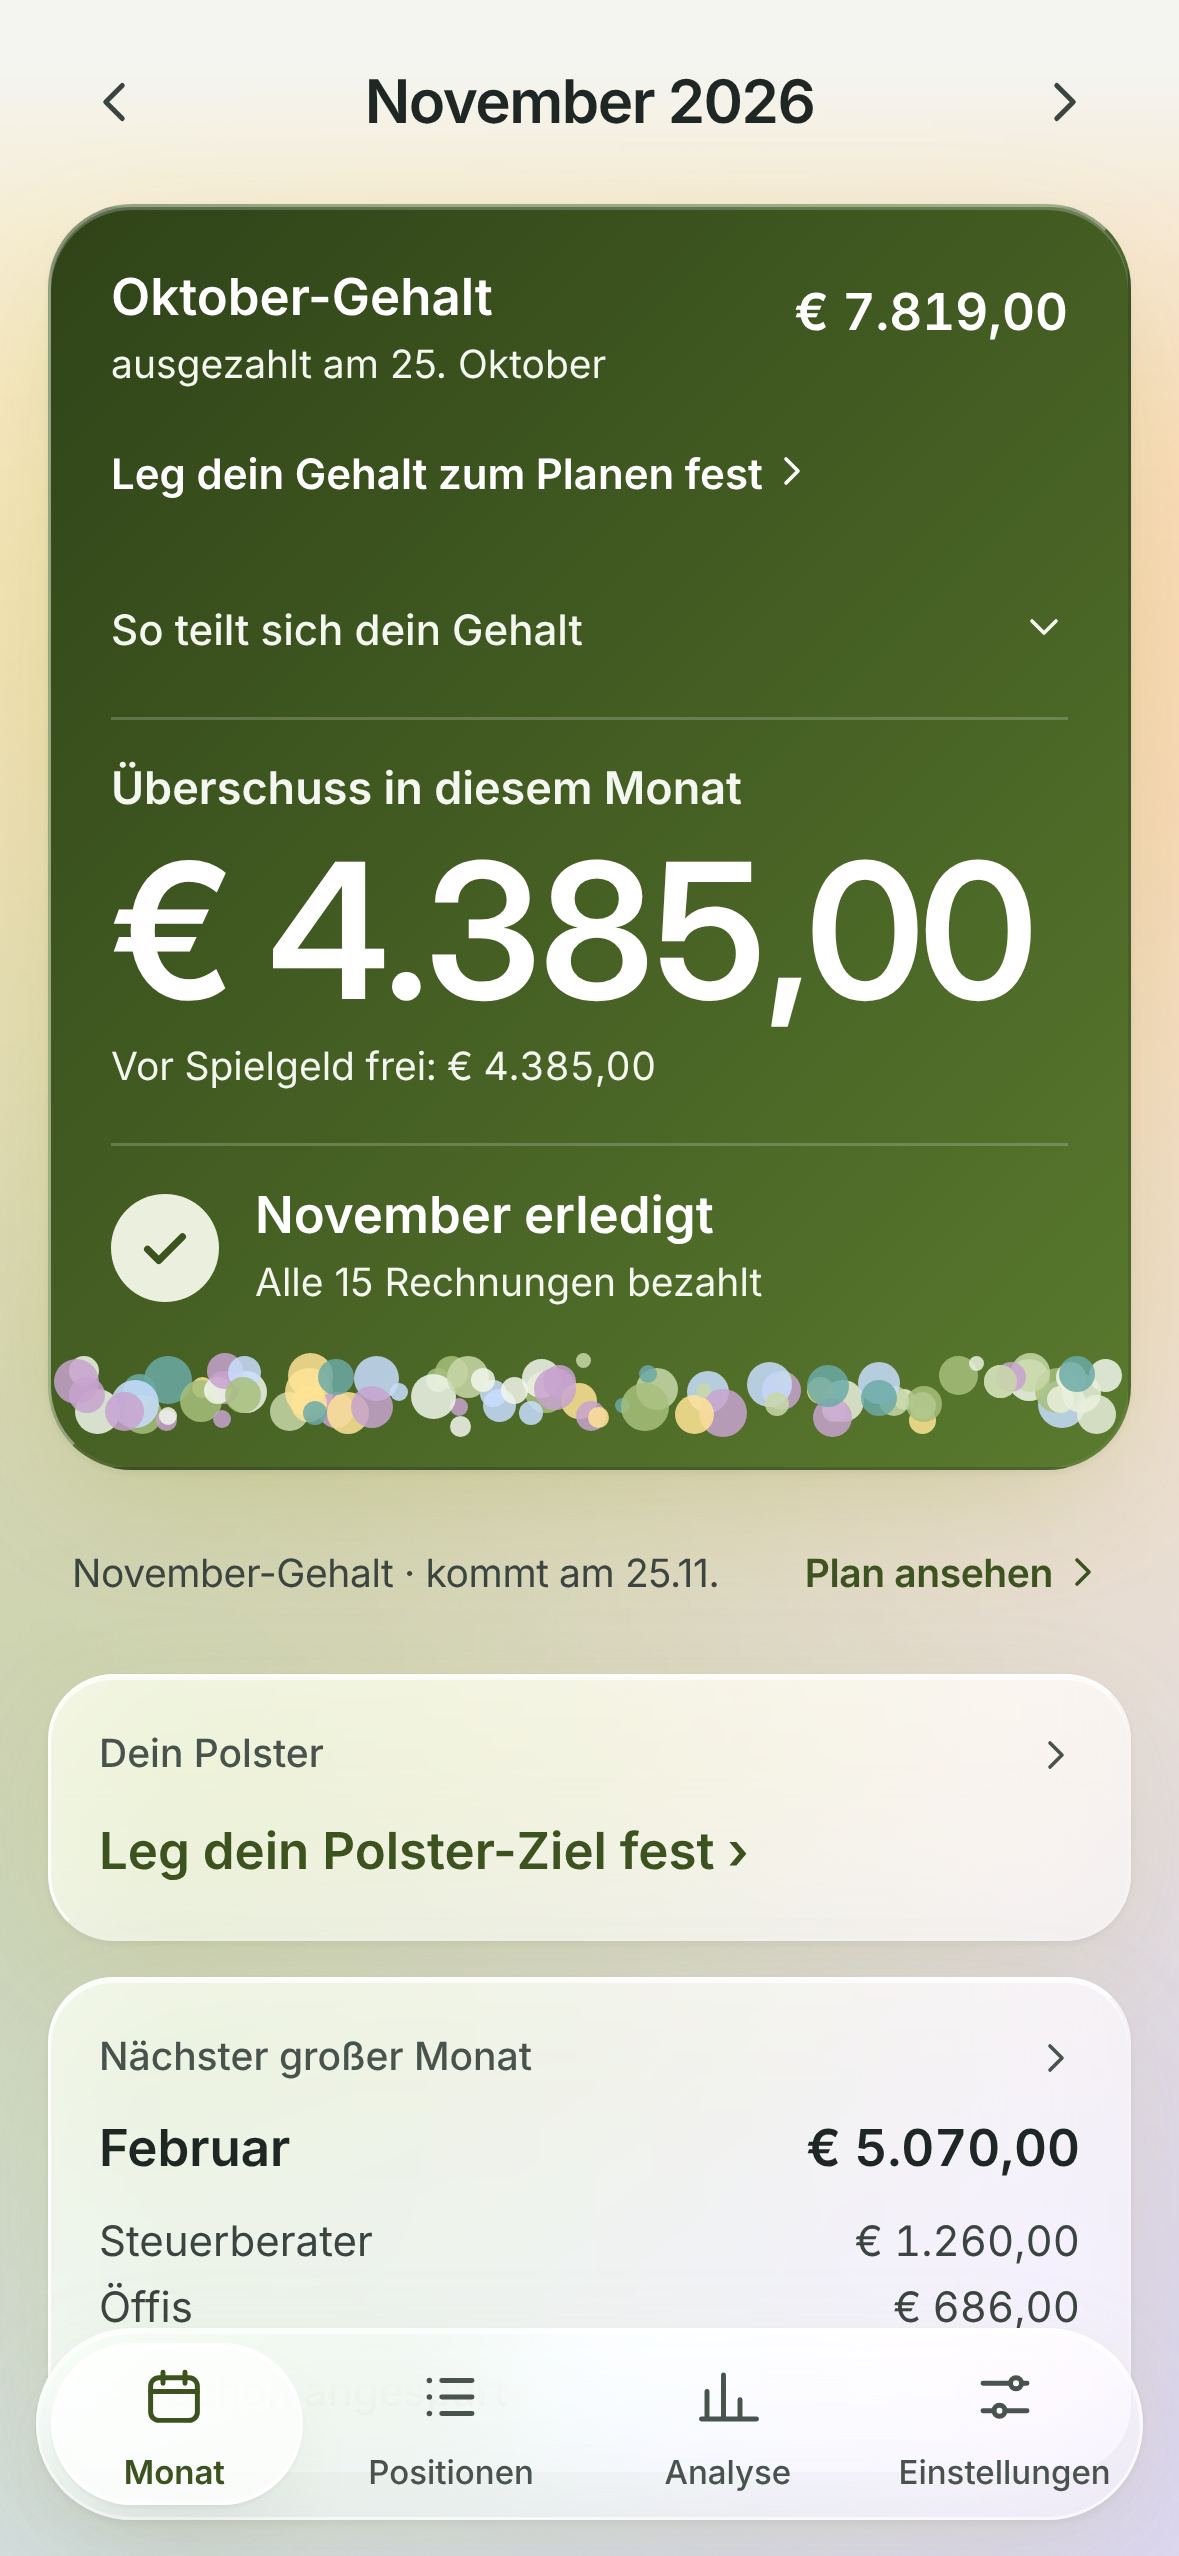 November 2026
Oktober-Gehalt
€ 7.819,00
ausgezahlt am 25. Oktober
Leg dein Gehalt zum Planen fest
So teilt sich dein Gehalt
Überschuss in diesem Monat
€ 4.385,00
Vor Spielgeld frei: € 4.385,00
November erledigt
Alle 15 Rechnungen bezahlt
November-Gehalt · kommt am 25.11.
Plan ansehen
Dein Polster
Leg dein Polster-Ziel fest ›
Nächster großer Monat
Februar
€ 5.070,00
Steuerberater
€ 1.260,00
Öffis
€ 686,00
Monat
Positionen
Analyse
Einstellungen